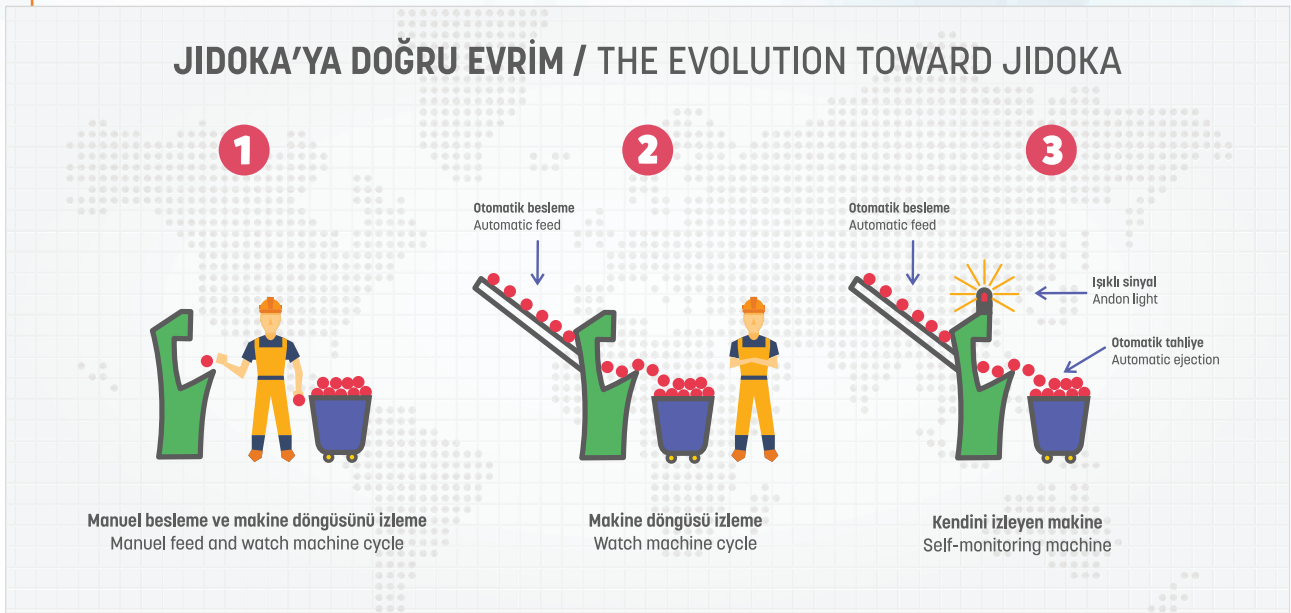 JIDOKA'YA DOĞRU EVRİM / THE EVOLUTION TOWARD JIDOKA
1
2
3
Otomatik besleme
Automatic feed
Otomatik besleme
Automatic feed
Işıklı sinyal
Andon light
Otomatik tahliye
Automatic ejection
Manuel besleme ve makine döngüsünü izleme
Manuel feed and watch machine cycle
Makine döngüsü izleme
Watch machine cycle
Kendini izleyen makine
Self-monitoring machine